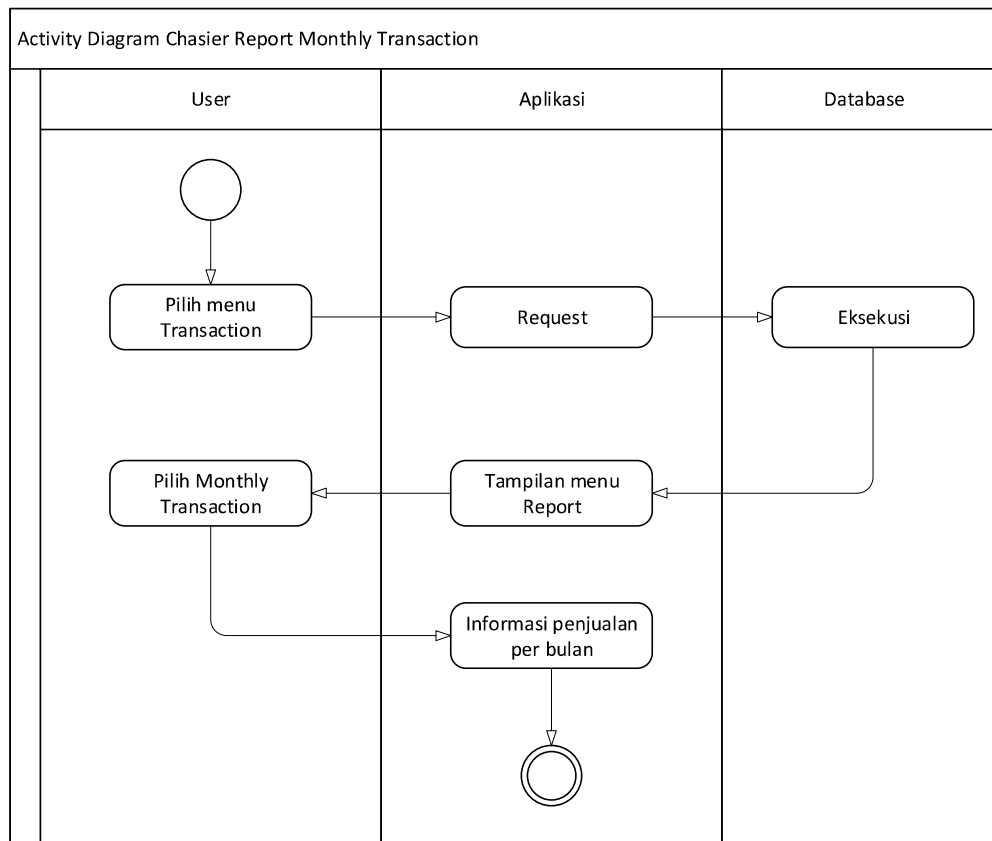 Activity Diagram Chasier Report Monthly Transaction
User
Aplikasi
Database
Pilih menu
Transaction
Request
Eksekusi
Pilih Monthly
Transaction
Tampilan menu
Report
Informasi penjualan
per bulan